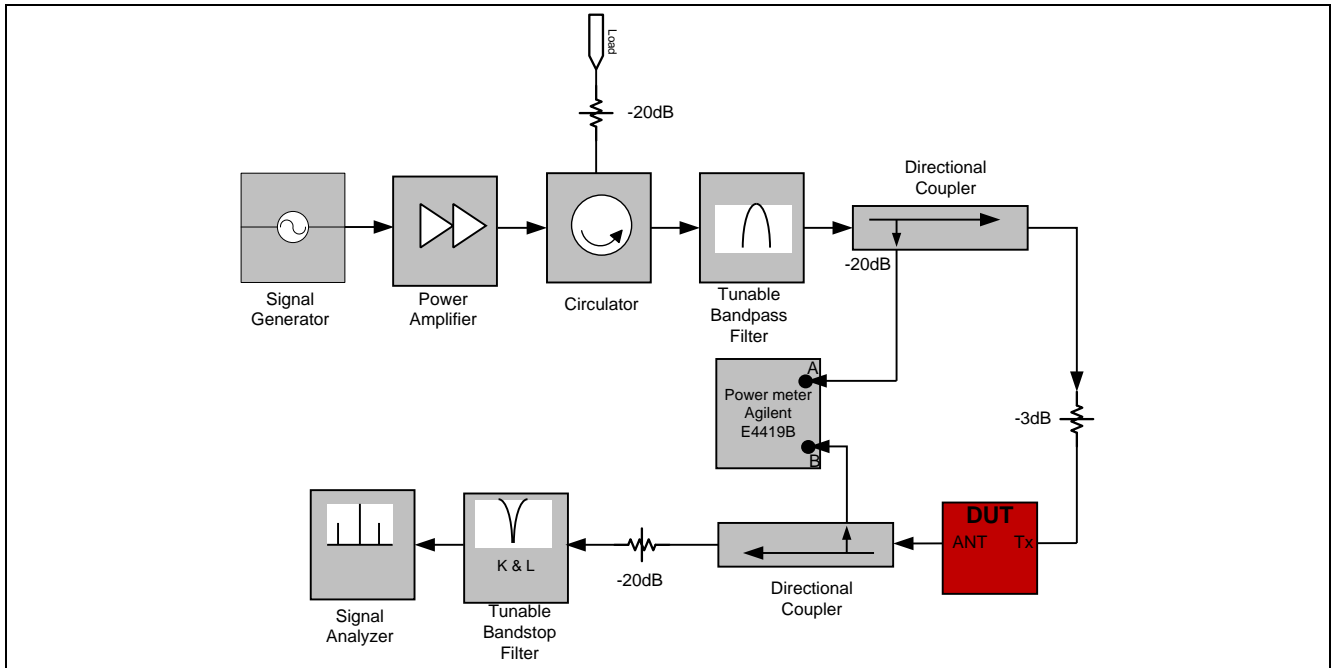 Load
-20dB
Directional
Coupler
-20dB
Signal
Generator
Power
Amplifier
Circulator
Tunable
Bandpass
Filter
A
Power meter
Agilent
E4419B
B
-3dB
DUT
ANT Tx
K & L
-20dB
Directional
Coupler
Signal
Analyzer
Tunable
Bandstop
Filter